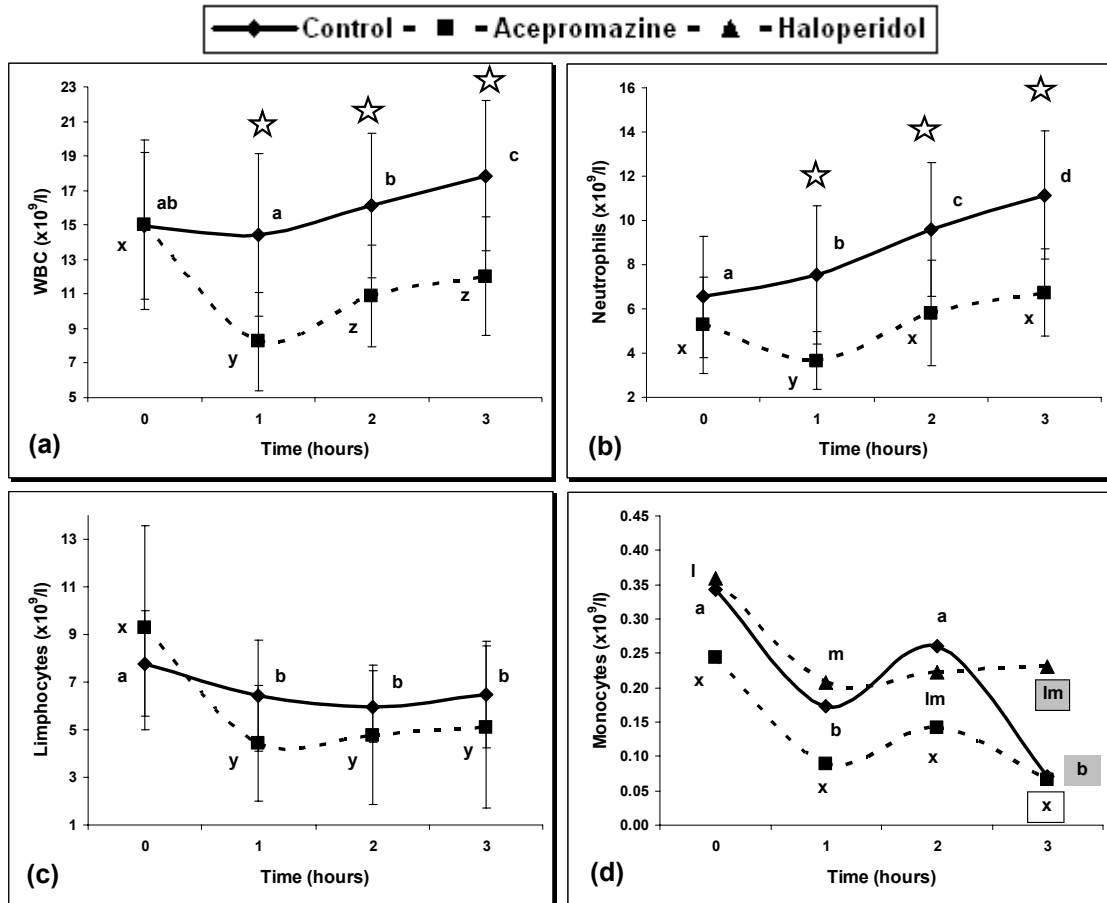 Control Acepromazine Haloperidol
WBC (x10⁹/l)
23
21
19
17
15
13
11
9
7
5
ab
a
b
c
x
y
z
z
0 1 2 3
Time (hours)
(a)
Neutrophils (x10⁹/l)
16
14
12
10
8
6
4
2
a
b
c
d
x
y
x
x
0 1 2 3
Time (hours)
(b)
Limphocytes (x10⁹/l)
13
11
9
7
5
3
1
x
a
b
b
b
y
y
y
0 1 2 3
Time (hours)
(c)
Monocytes (x10⁹/l)
0.45
0.40
0.35
0.30
0.25
0.20
0.15
0.10
0.05
0.00
l
a
x
m
b
x
a
lm
x
lm
b
x
0 1 2 3
Time (hours)
(d)